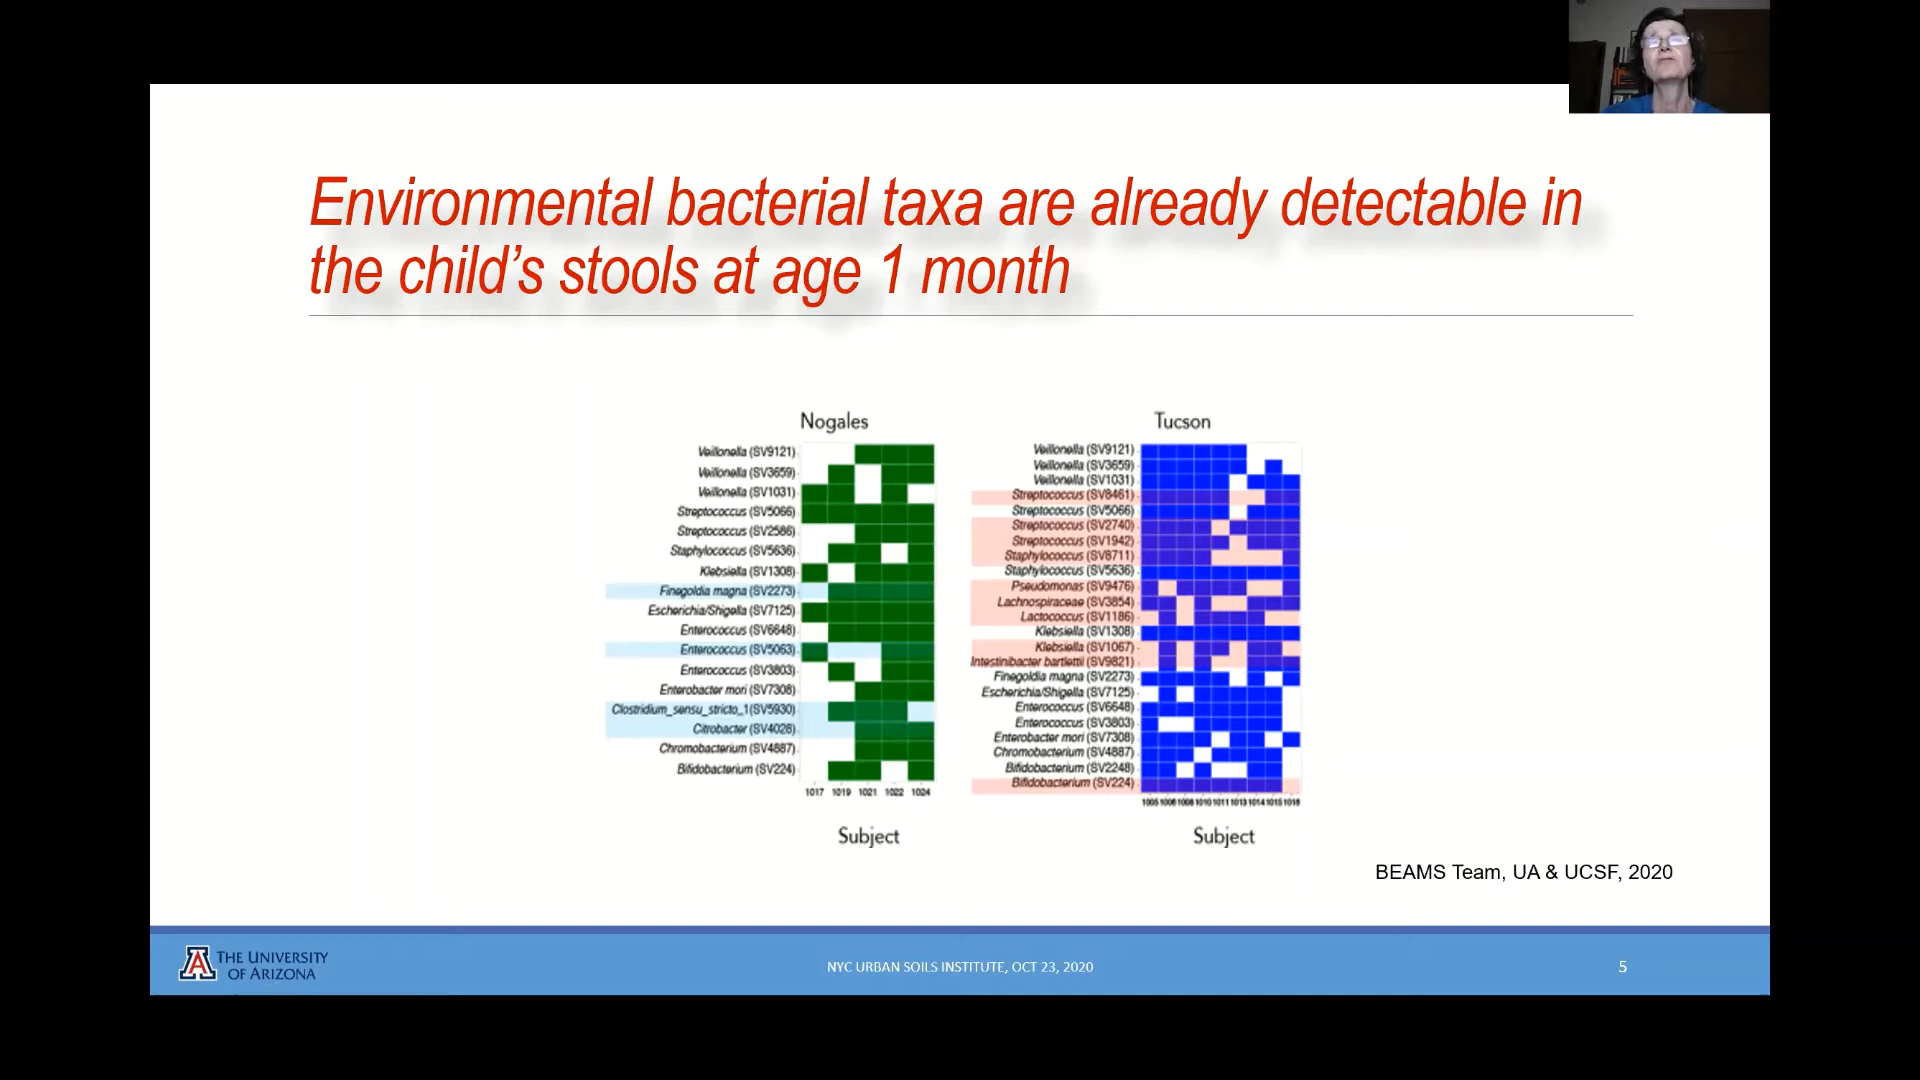 Environmental bacterial taxa are already detectable in
the child's stools at age 1 month
Nogales
Veillonella (SV9121)
Veillonella (SV3659)
Veillonella (SV1031)
Streptococcus (SV5066)
Streptococcus (SV2586)
Staphylococcus (SV5636)
Klebsiella (SV1308)
Finegoldia magna (SV2273)
Escherichia/Shigella (SV7125)
Enterococcus (SV6648)
Enterococcus (SV5063)
Enterococcus (SV3803)
Enterobacter mori (SV7308)
Clostridium_sensu_stricto_1(SV5930)
Citrobacter (SV4028)
Chromobacterium (SV4887)
Bifidobacterium (SV224)
1017 1019 1021 1022 1024
Subject
Tucson
Veillonella (SV9121)
Veillonella (SV3659)
Veillonella (SV1031)
Streptococcus (SV8461)
Streptococcus (SV5066)
Streptococcus (SV2740)
Streptococcus (SV1942)
Staphylococcus (SV8711)
Staphylococcus (SV5636)
Pseudomonas (SV9476)
Lachnospiraceae (SV3854)
Lactococcus (SV1186)
Klebsiella (SV1308)
Klebsiella (SV1067)
Intestinibacter bartlettii (SV9821)
Finegoldia magna (SV2273)
Escherichia/Shigella (SV7125)
Enterococcus (SV6648)
Enterococcus (SV3803)
Enterobacter mori (SV7308)
Chromobacterium (SV4887)
Bifidobacterium (SV2248)
Bifidobacterium (SV224)
1005 1006 1008 1010 1011 1013 1014 1015 1016
Subject
BEAMS Team, UA & UCSF, 2020
A THE UNIVERSITY
OF ARIZONA
NYC URBAN SOILS INSTITUTE, OCT 23, 2020
5